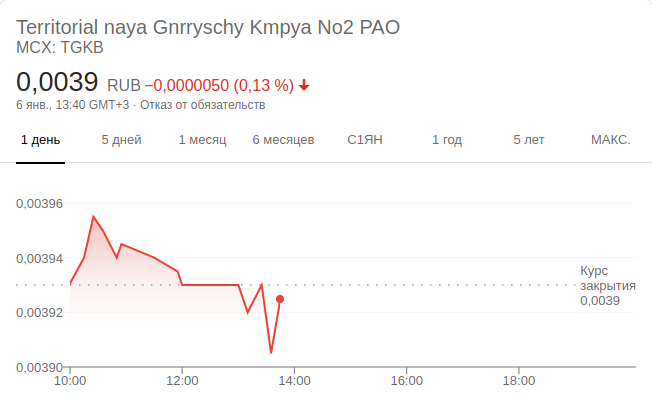 Territorial naya Gnrryschy Kmpya No2 PAO
MCX: TGKB
0,0039 RUB −0,0000050 (0,13 %)
6 янв., 13:40 GMT+3 · Отказ от обязательств
1 день 5 дней 1 месяц 6 месяцев С1ЯН 1 год 5 лет МАКС.
0,00396
0,00394
Курс
закрытия
0,0039
0,00392
0,00390
10:00 12:00 14:00 16:00 18:00